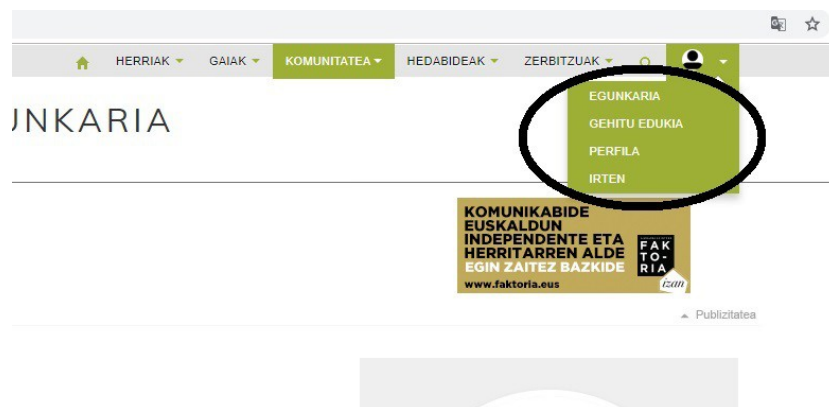 HERRIAK GAIAK KOMUNITATEA HEDABIDEAK ZERBITZUAK
EGUNKARIA
GEHITU EDUKIA
PERFILA
IRTEN
UNKARIA
KOMUNIKABIDE
EUSKALDUN
INDEPENDENTE ETA
HERRITARREN ALDE
EGIN ZAITEZ BAZKIDE
www.faktoria.eus
FAK
TO-
RIA
izan
Publizitatea